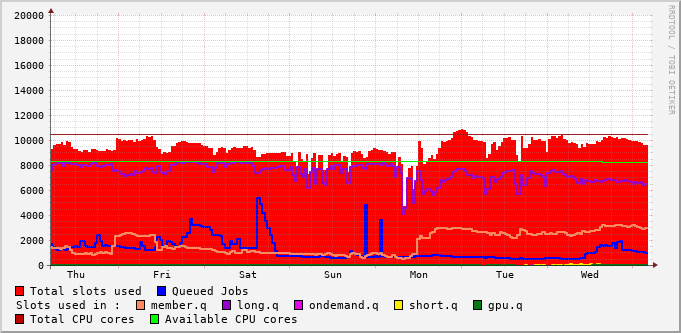 20000
18000
16000
14000
12000
10000
8000
6000
4000
2000
0
Thu Fri Sat Sun Mon Tue Wed
RRDTOOL / TOBI OETIKER
Total slots used Queued Jobs
Slots used in : member.q long.q ondemand.q short.q gpu.q
Total CPU cores Available CPU cores